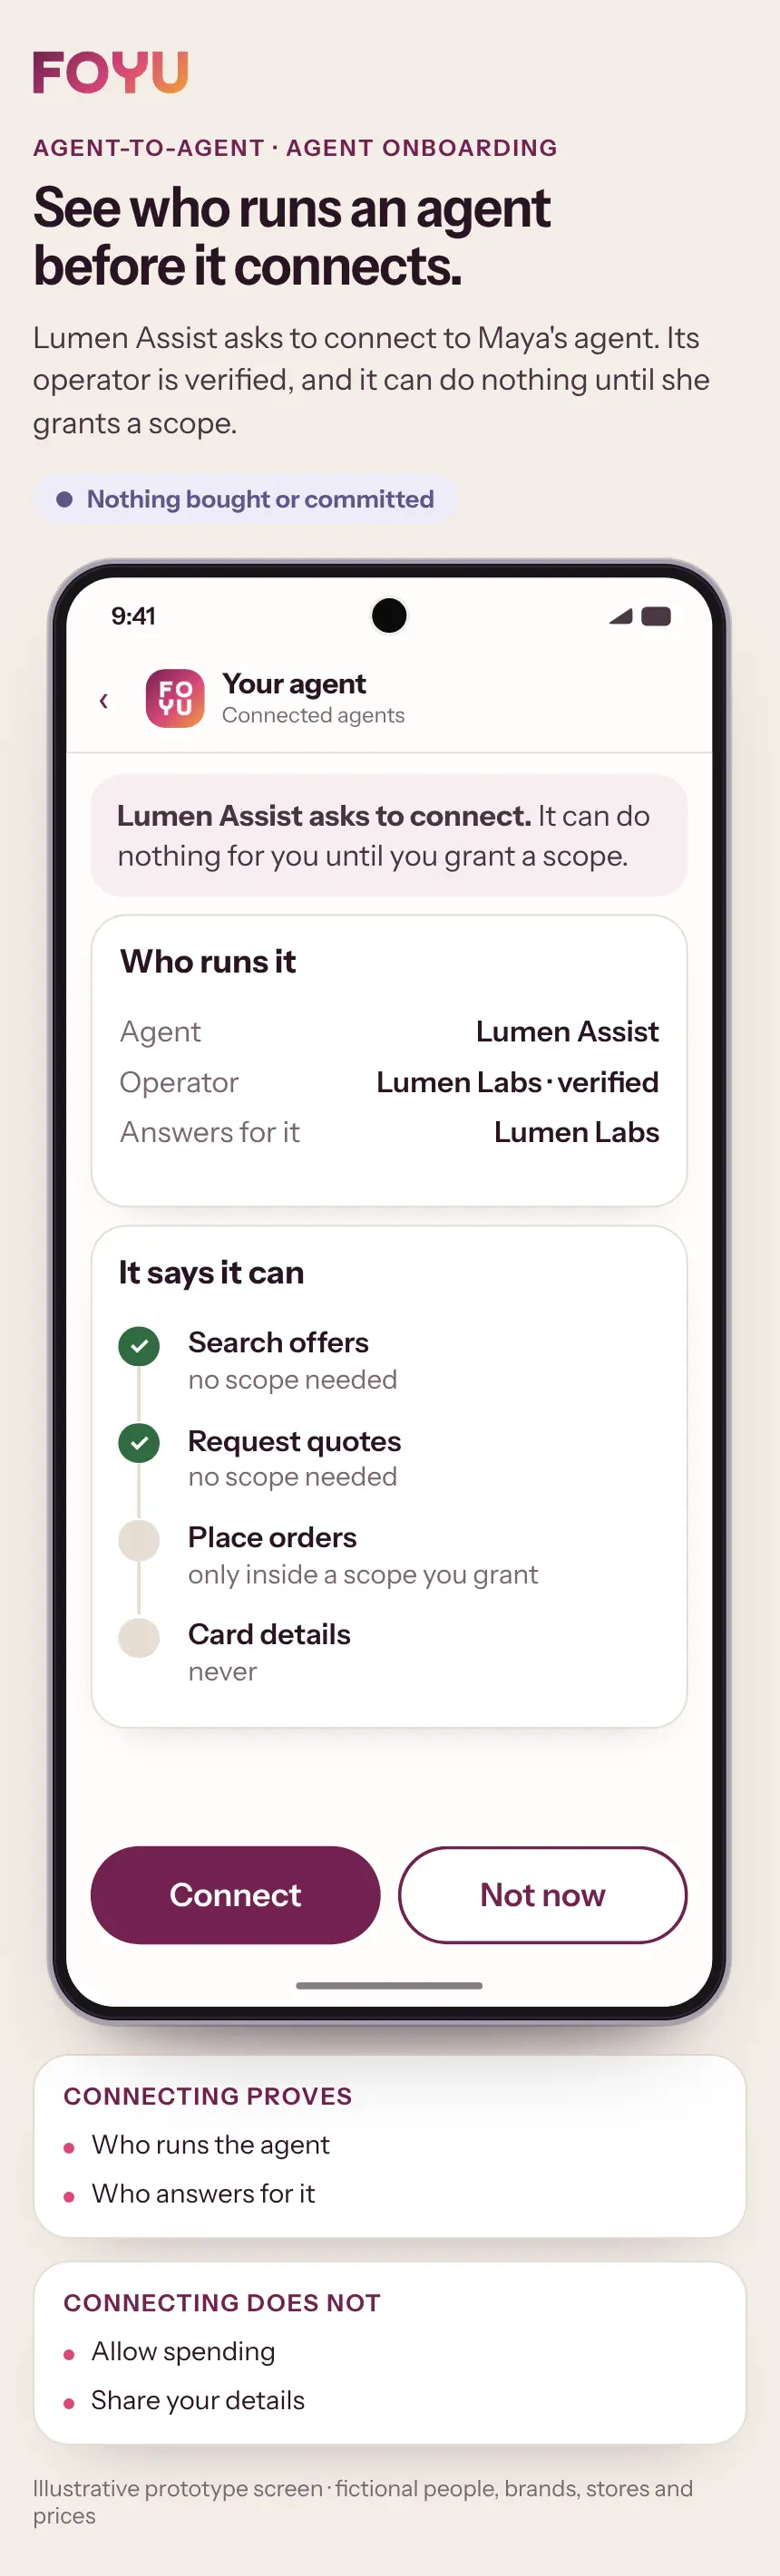 FOYU
AGENT-TO-AGENT · AGENT ONBOARDING
See who runs an agent
before it connects.
Lumen Assist asks to connect to Maya's agent. Its
operator is verified, and it can do nothing until she
grants a scope.
Nothing bought or committed
9:41
‹
FO
YU
Your agent
Connected agents
Lumen Assist asks to connect. It can do
nothing for you until you grant a scope.
Who runs it
Agent Lumen Assist
Operator Lumen Labs · verified
Answers for it Lumen Labs
It says it can
Search offers
no scope needed
Request quotes
no scope needed
Place orders
only inside a scope you grant
Card details
never
Connect Not now
CONNECTING PROVES
• Who runs the agent
• Who answers for it
CONNECTING DOES NOT
• Allow spending
• Share your details
Illustrative prototype screen · fictional people, brands, stores and
prices